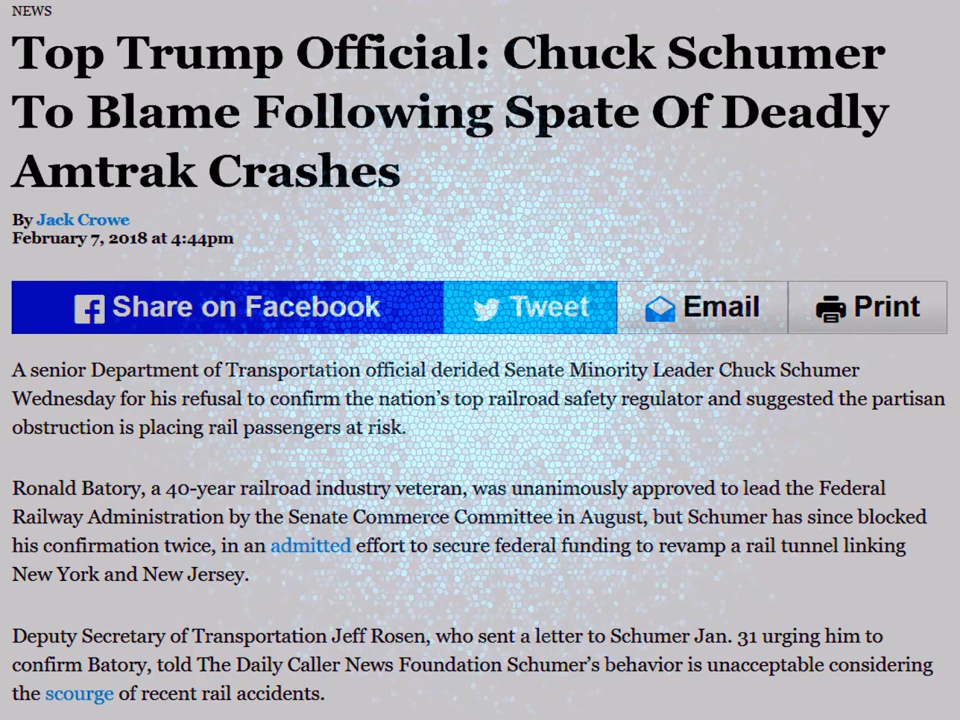 NEWS
Top Trump Official: Chuck Schumer
To Blame Following Spate Of Deadly
Amtrak Crashes
By Jack Crowe
February 7, 2018 at 4:44pm
Share on Facebook
Tweet
Email
Print
A senior Department of Transportation official derided Senate Minority Leader Chuck Schumer
Wednesday for his refusal to confirm the nation's top railroad safety regulator and suggested the partisan
obstruction is placing rail passengers at risk.
Ronald Batory, a 40-year railroad industry veteran, was unanimously approved to lead the Federal
Railway Administration by the Senate Commerce Committee in August, but Schumer has since blocked
his confirmation twice, in an admitted effort to secure federal funding to revamp a rail tunnel linking
New York and New Jersey.
Deputy Secretary of Transportation Jeff Rosen, who sent a letter to Schumer Jan. 31 urging him to
confirm Batory, told The Daily Caller News Foundation Schumer's behavior is unacceptable considering
the scourge of recent rail accidents.